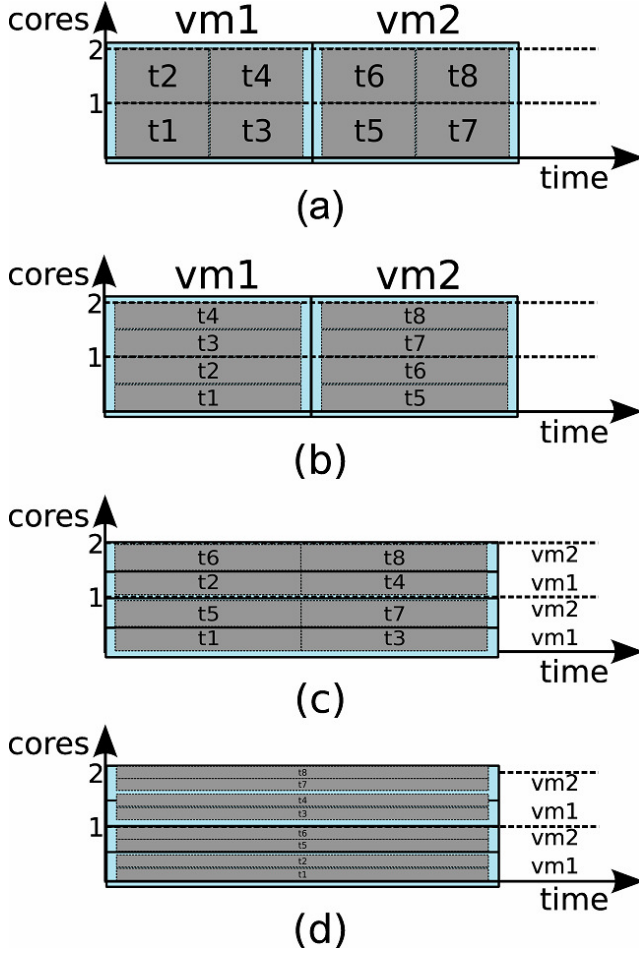 cores vm1 vm2
2
t2 t4 t6 t8
1
t1 t3 t5 t7
time
(a)
cores vm1 vm2
2
t4 t8
t3 t7
1
t2 t6
t1 t5
time
(b)
cores
2
t6 t8 vm2
t2 t4 vm1
1
t5 t7 vm2
t1 t3 vm1
time
(c)
cores
2
t8
t7 vm2
t4
t3 vm1
1
t6 vm2
t5
t2 vm1
t1
time
(d)